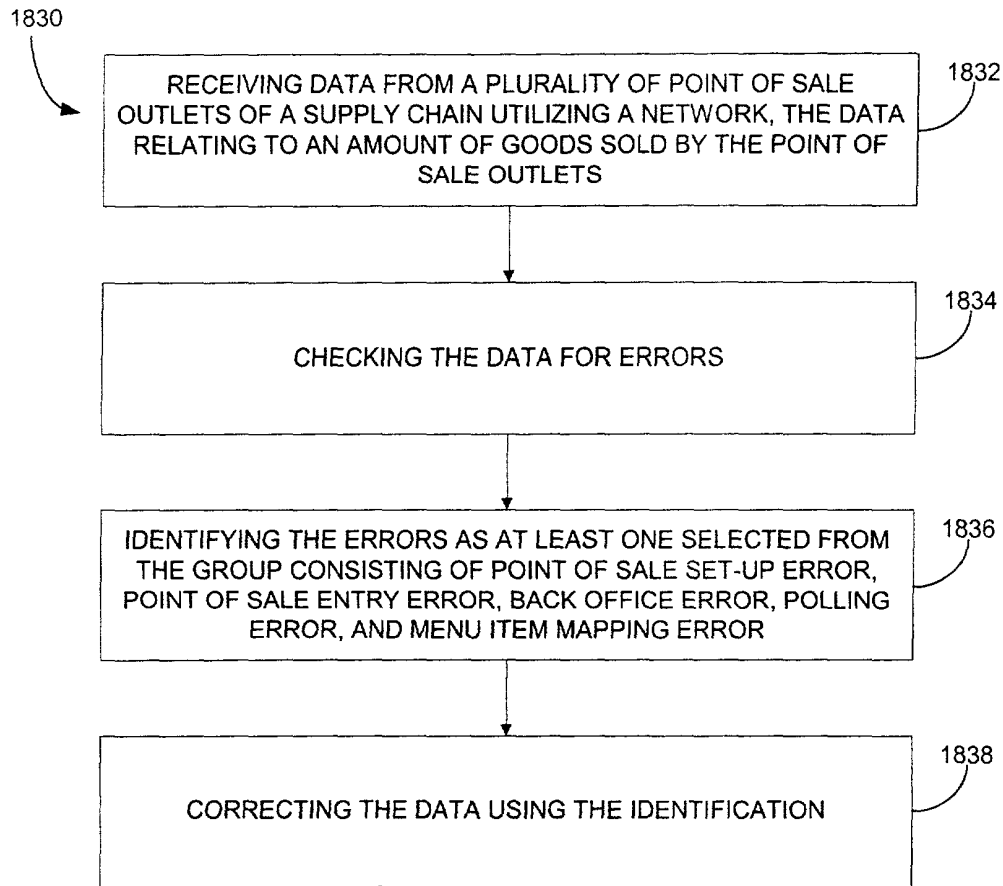 1830
RECEIVING DATA FROM A PLURALITY OF POINT OF SALE
OUTLETS OF A SUPPLY CHAIN UTILIZING A NETWORK, THE DATA
RELATING TO AN AMOUNT OF GOODS SOLD BY THE POINT OF
SALE OUTLETS
1832
CHECKING THE DATA FOR ERRORS
1834
IDENTIFYING THE ERRORS AS AT LEAST ONE SELECTED FROM
THE GROUP CONSISTING OF POINT OF SALE SET-UP ERROR,
POINT OF SALE ENTRY ERROR, BACK OFFICE ERROR, POLLING
ERROR, AND MENU ITEM MAPPING ERROR
1836
CORRECTING THE DATA USING THE IDENTIFICATION
1838